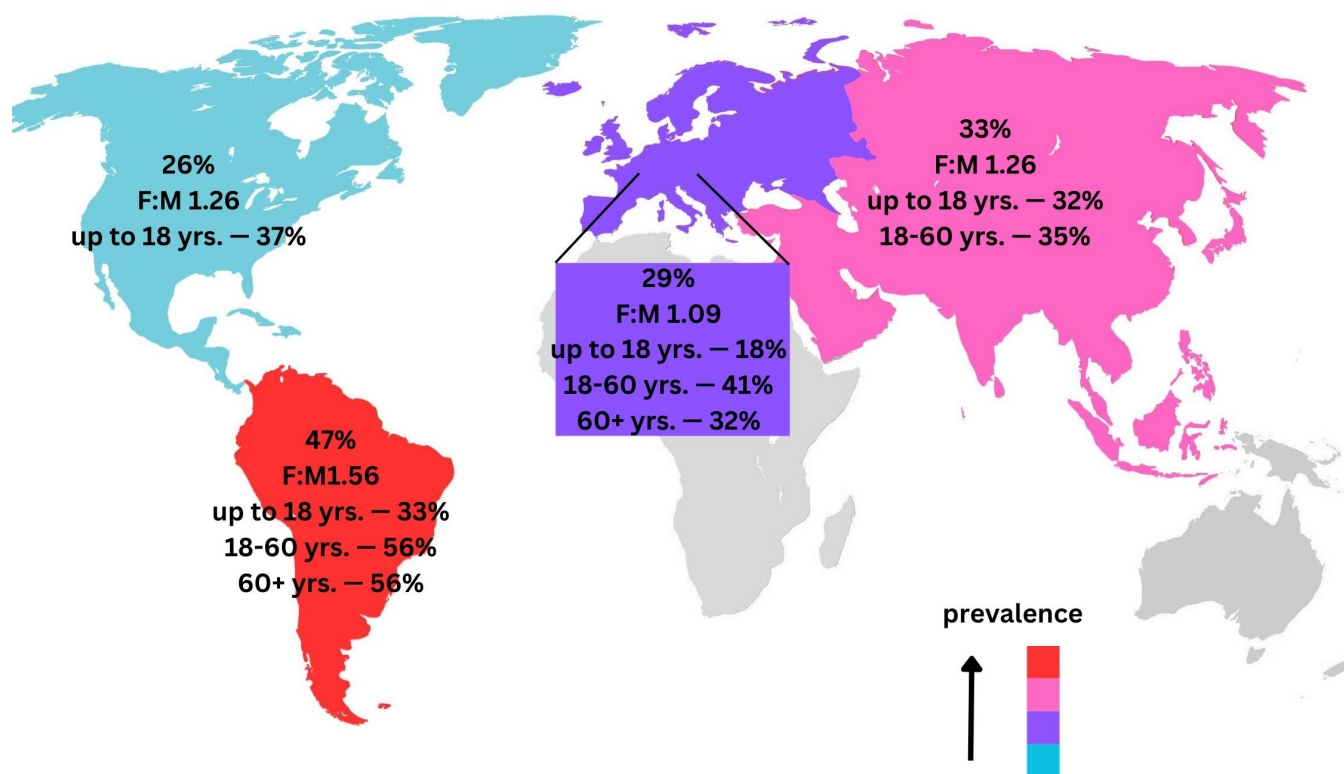 26%
F:M 1.26
up to 18 yrs. — 37%
33%
F:M 1.26
up to 18 yrs. — 32%
18-60 yrs. — 35%
29%
F:M 1.09
up to 18 yrs. — 18%
18-60 yrs. — 41%
60+ yrs. — 32%
47%
F:M1.56
up to 18 yrs. — 33%
18-60 yrs. — 56%
60+ yrs. — 56%
prevalence